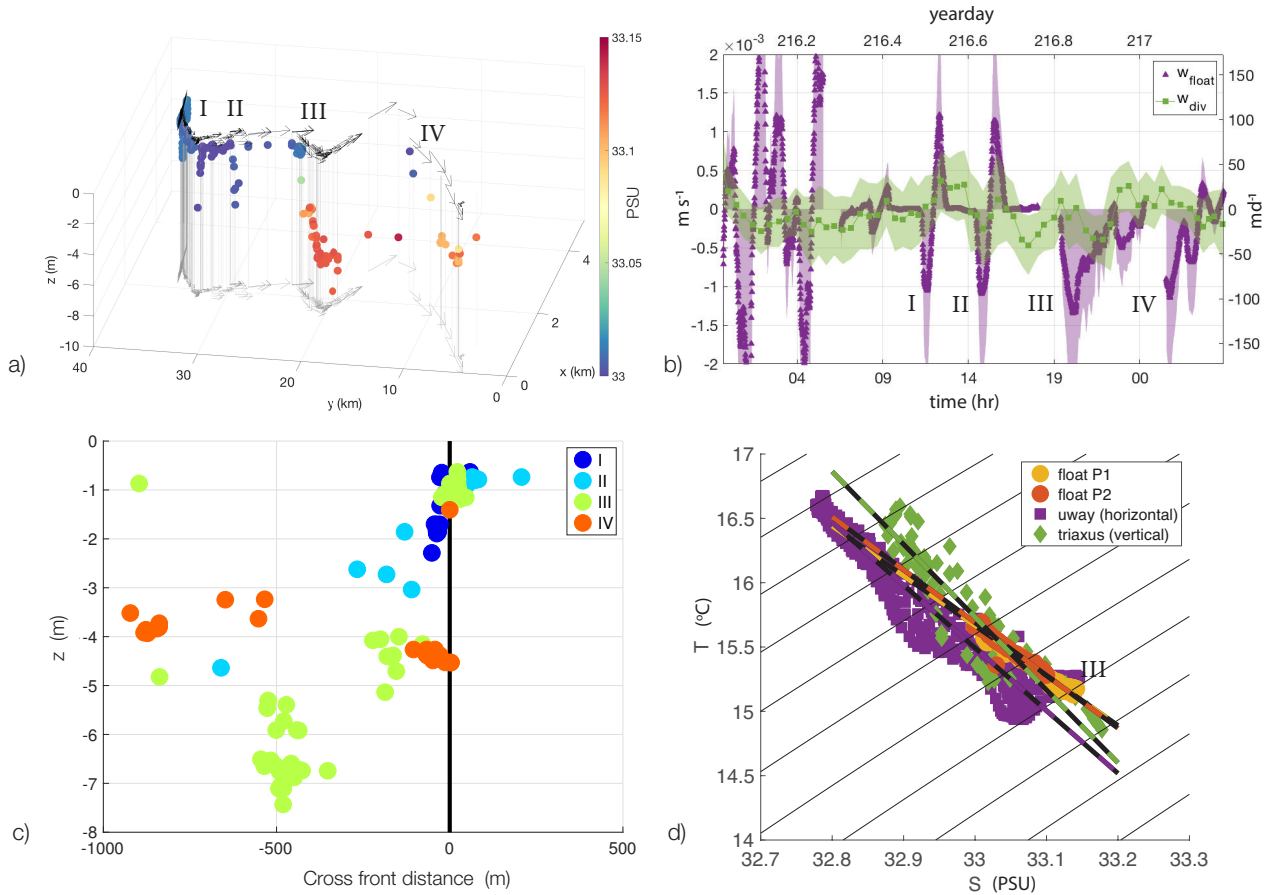 a)
I II III IV
0
-2
-4
-6
-8
-10
z (m)
40
30
20
10
0
y (km)
0
2
4
x (km)
33.15
33.1
33.05
33
PSU
b)
yearday
×10⁻³ 216.2 216.4 216.6 216.8 217
2
1.5
1
0.5
0
-0.5
-1
-1.5
-2
m s⁻¹
w_float
w_div
150
100
50
0
-50
-100
-150
md⁻¹
I II III IV
04 09 14 19 00
time (hr)
c)
0
-1
-2
-3
-4
-5
-6
-7
-8
z (m)
I
II
III
IV
-1000 -500 0 500
Cross front distance (m)
d)
17
16.5
16
15.5
15
14.5
14
T (°C)
float P1
float P2
uway (horizontal)
triaxus (vertical)
III
32.7 32.8 32.9 33 33.1 33.2 33.3
S (PSU)